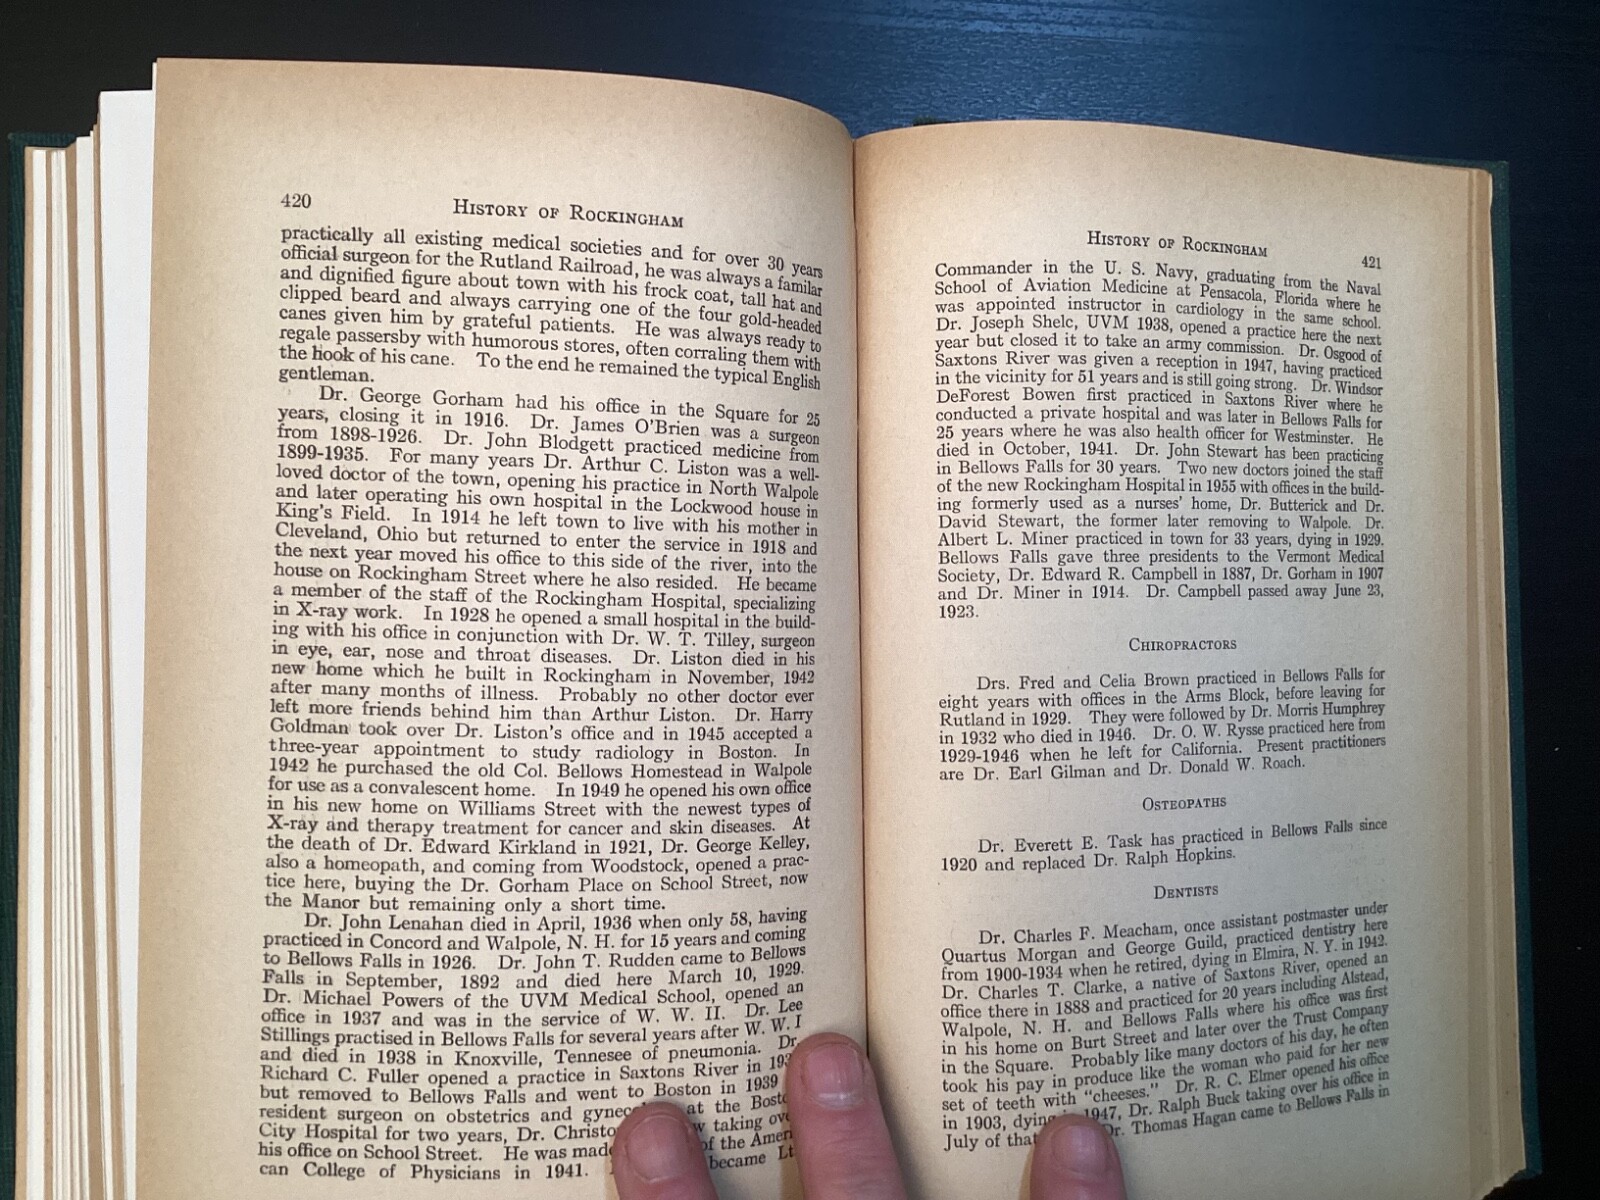 420
HISTORY OF ROCKINGHAM
practically all existing medical societies and for over 30 years
official surgeon for the Rutland Railroad, he was always a familar
and dignified figure about town with his frock coat, tall hat and
clipped beard and always carrying one of the four gold-headed
canes given him by grateful patients. He was always ready to
regale passersby with humorous stores, often corraling them with
the hook of his cane. To the end he remained the typical English
gentleman.
Dr. George Gorham had his office in the Square for 25
years, closing it in 1916. Dr. James O'Brien was a surgeon
from 1898-1926. Dr. John Blodgett practiced medicine from
1899-1935. For many years Dr. Arthur C. Liston was a well-
loved doctor of the town, opening his practice in North Walpole
and later operating his own hospital in the Lockwood house in
King's Field. In 1914 he left town to live with his mother in
Cleveland, Ohio but returned to enter the service in 1918 and
the next year moved his office to this side of the river, into the
house on Rockingham Street where he also resided. He became
a member of the staff of the Rockingham Hospital, specializing
in X-ray work. In 1928 he opened a small hospital in the build-
ing with his office in conjunction with Dr. W. T. Tilley, surgeon
in eye, ear, nose and throat diseases. Dr. Liston died in his
new home which he built in Rockingham in November, 1942
after many months of illness. Probably no other doctor ever
left more friends behind him than Arthur Liston. Dr. Harry
Goldman took over Dr. Liston's office and in 1945 accepted a
three-year appointment to study radiology in Boston. In
1942 he purchased the old Col. Bellows Homestead in Walpole
for use as a convalescent home. In 1949 he opened his own office
in his new home on Williams Street with the newest types of
X-ray and therapy treatment for cancer and skin diseases. At
the death of Dr. Edward Kirkland in 1921, Dr. George Kelley,
also a homeopath, and coming from Woodstock, opened a prac-
tice here, buying the Dr. Gorham Place on School Street, now
the Manor but remaining only a short time.
Dr. John Lenahan died in April, 1936 when only 58, having
practiced in Concord and Walpole, N. H. for 15 years and coming
to Bellows Falls in 1926. Dr. John T. Rudden came to Bellows
Falls in September, 1892 and died here March 10, 1929.
Dr. Michael Powers of the UVM Medical School, opened an
office in 1937 and was in the service of W. W. II. Dr. Lee
Stillings practised in Bellows Falls for several years after W. W. I
and died in 1938 in Knoxville, Tennesee of pneumonia. Dr.
Richard C. Fuller opened a practice in Saxtons River in
but removed to Bellows Falls and went to Boston in 1939
resident surgeon on obstetrics and at the
City Hospital for two years, Dr. taking
his office on School Street. He was of the
can College of Physicians in 1941. became
HISTORY OF ROCKINGHAM
421
Commander in the U. S. Navy, graduating from the Naval
School of Aviation Medicine at Pensacola, Florida where he
was appointed instructor in cardiology in the same school.
Dr. Joseph Shelc, UVM 1938, opened a practice here the next
year but closed it to take an army commission. Dr. Osgood of
Saxtons River was given a reception in 1947, having practiced
in the vicinity for 51 years and is still going strong. Dr. Windsor
DeForest Bowen first practiced in Saxtons River where he
conducted a private hospital and was later in Bellows Falls for
25 years where he was also health officer for Westminster. He
died in October, 1941. Dr. John Stewart has been practicing
in Bellows Falls for 30 years. Two new doctors joined the staff
of the new Rockingham Hospital in 1955 with offices in the build-
ing formerly used as a nurses' home, Dr. Butterick and Dr.
David Stewart, the former later removing to Walpole. Dr.
Albert L. Miner practiced in town for 33 years, dying in 1929.
Bellows Falls gave three presidents to the Vermont Medical
Society, Dr. Edward R. Campbell in 1887, Dr. Gorham in 1907
and Dr. Miner in 1914. Dr. Campbell passed away June 23,
1923.
CHIROPRACTORS
Drs. Fred and Celia Brown practiced in Bellows Falls for
eight years with offices in the Arms Block, before leaving for
Rutland in 1929. They were followed by Dr. Morris Humphrey
in 1932 who died in 1946. Dr. O. W. Rysse practiced here from
1929-1946 when he left for California. Present practitioners
are Dr. Earl Gilman and Dr. Donald W. Roach.
OSTEOPATHS
Dr. Everett E. Task has practiced in Bellows Falls since
1920 and replaced Dr. Ralph Hopkins.
DENTISTS
Dr. Charles F. Meacham, once assistant postmaster under
Quartus Morgan and George Guild, practiced dentistry here
from 1900-1934 when he retired, dying in Elmira, N. Y. in 1942.
Dr. Charles T. Clarke, a native of Saxtons River, opened an
office there in 1888 and practiced for 20 years including Alstead,
Walpole, N. H. and Bellows Falls where his office was first
in his home on Burt Street and later over the Trust Company
in the Square. Probably like many doctors of his day, he often
took his pay in produce like the woman who paid for her new
set of teeth with "cheeses." Dr. R. C. Elmer opened his office
in 1903, dying 1947, Dr. Ralph Buck taking over his office in
July of that Dr. Thomas Hagan came to Bellows Falls in